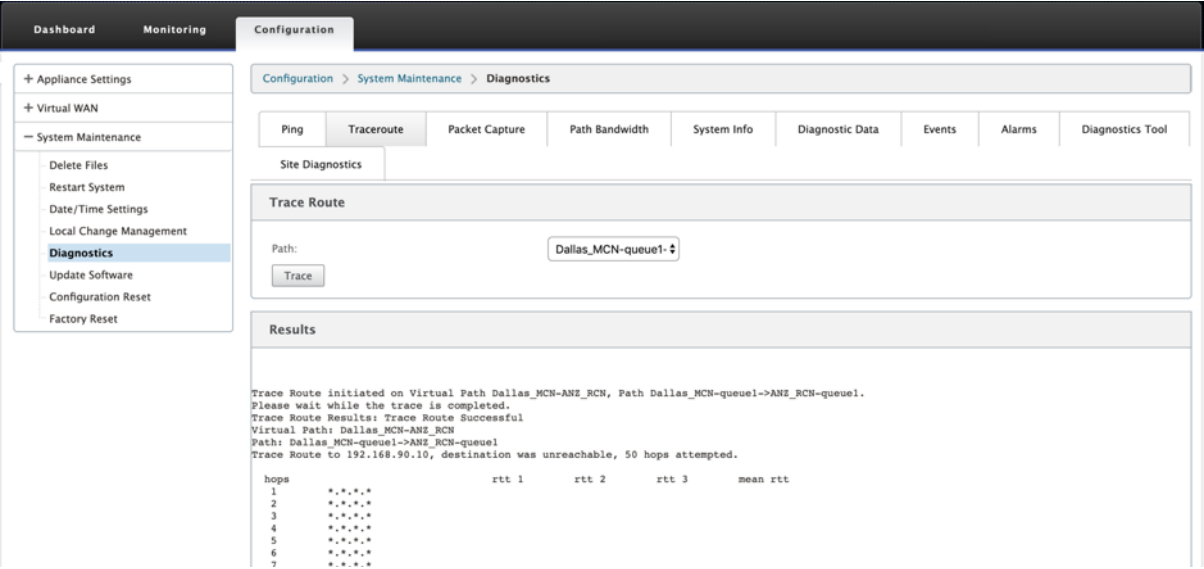 Dashboard Monitoring Configuration
+ Appliance Settings
+ Virtual WAN
− System Maintenance
Delete Files
Restart System
Date/Time Settings
Local Change Management
Diagnostics
Update Software
Configuration Reset
Factory Reset
Configuration > System Maintenance > Diagnostics
Ping Traceroute Packet Capture Path Bandwidth System Info Diagnostic Data Events Alarms Diagnostics Tool
Site Diagnostics
Trace Route
Path: Dallas_MCN-queue1-
Trace
Results
Trace Route initiated on Virtual Path Dallas_MCN-ANZ_RCN, Path Dallas_MCN-queue1->ANZ_RCN-queue1.
Please wait while the trace is completed.
Trace Route Results: Trace Route Successful
Virtual Path: Dallas_MCN-ANZ_RCN
Path: Dallas_MCN-queue1->ANZ_RCN-queue1
Trace Route to 192.168.90.10, destination was unreachable, 50 hops attempted.
hops rtt 1 rtt 2 rtt 3 mean rtt
1 *.*.*.*
2 *.*.*.*
3 *.*.*.*
4 *.*.*.*
5 *.*.*.*
6 *.*.*.*
7 *.*.*.*